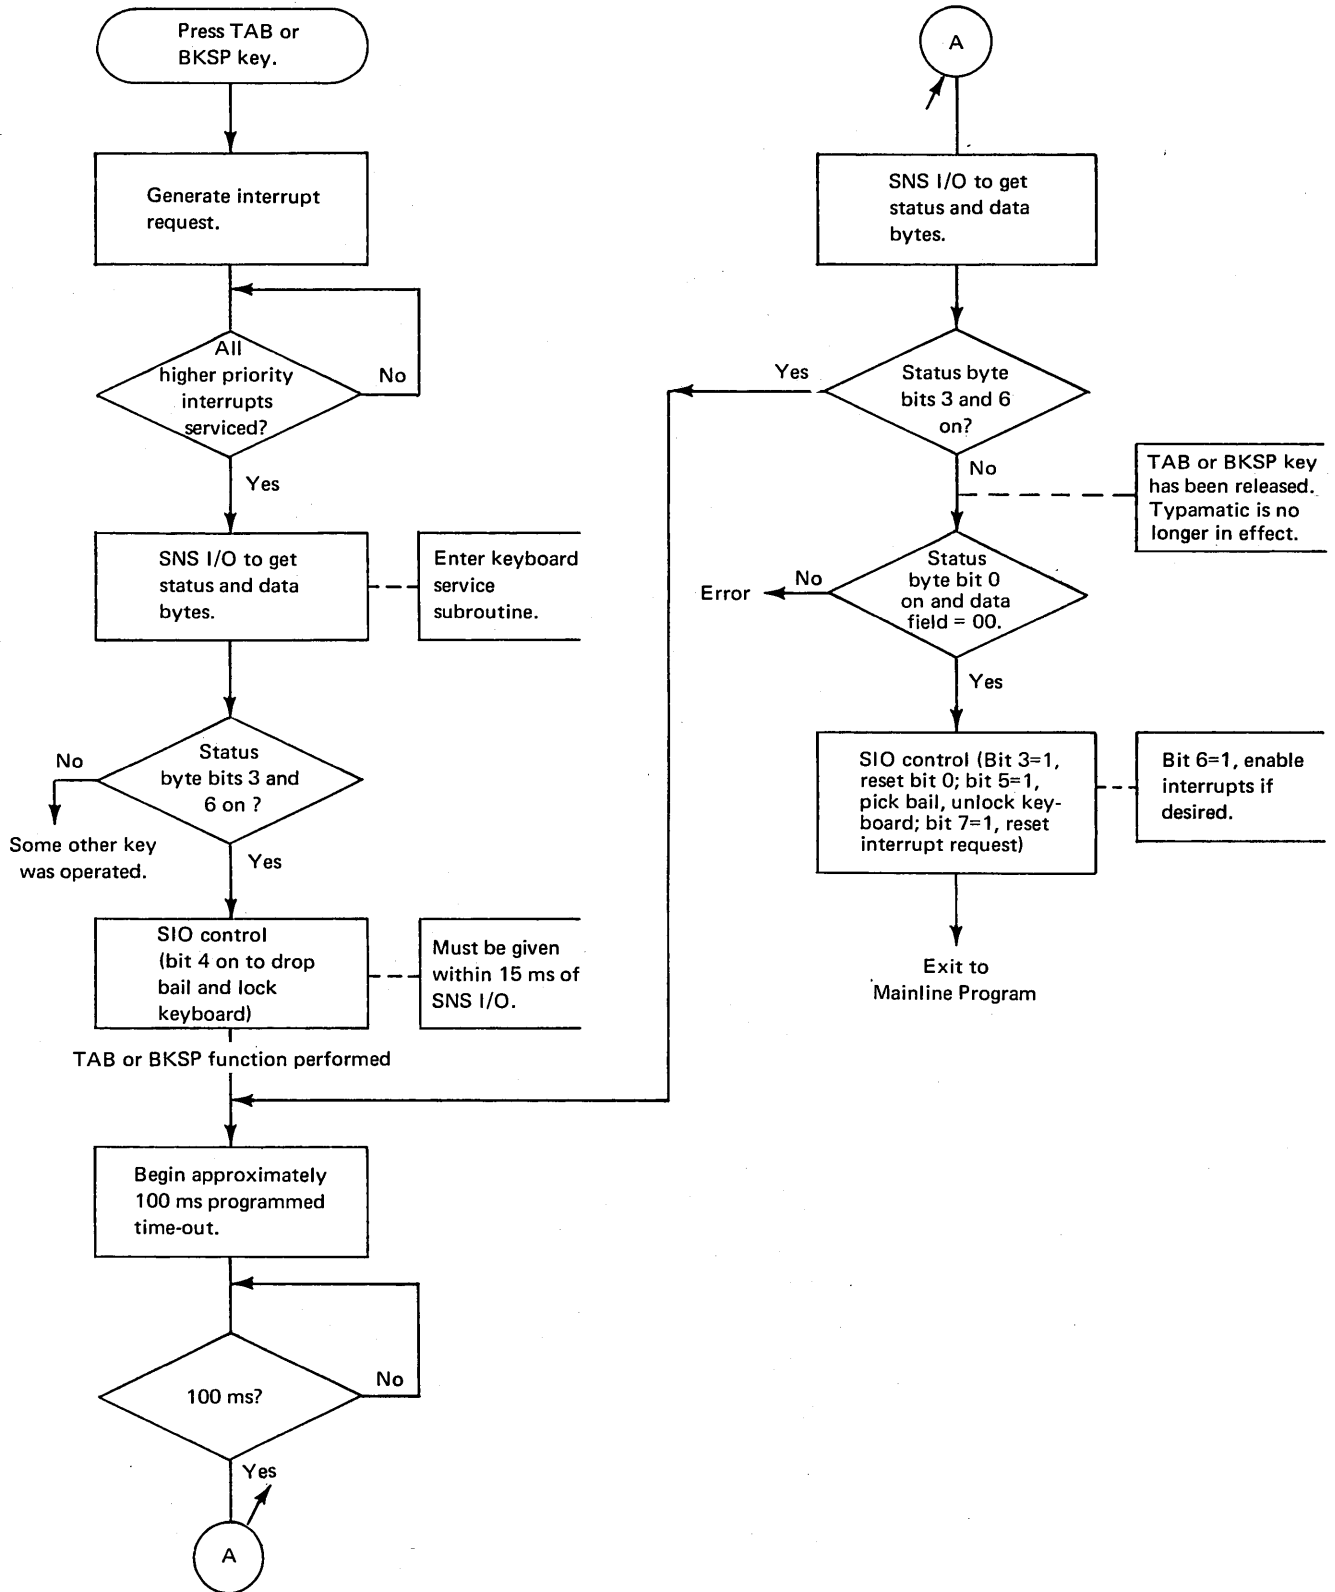 Press TAB or
BKSP key.
Generate interrupt
request.
All
higher priority
interrupts
serviced?
No
Yes
SNS I/O to get
status and data
bytes.
Enter keyboard
service
subroutine.
Status
byte bits 3 and
6 on ?
No
Some other key
was operated.
Yes
SIO control
(bit 4 on to drop
bail and lock
keyboard)
Must be given
within 15 ms of
SNS I/O.
TAB or BKSP function performed
Begin approximately
100 ms programmed
time-out.
100 ms?
No
Yes
A
A
SNS I/O to get
status and data
bytes.
Status byte
bits 3 and 6
on?
Yes
No
TAB or BKSP key
has been released.
Typamatic is no
longer in effect.
Status
byte bit 0
on and data
field = 00.
No
Error
Yes
SIO control (Bit 3=1,
reset bit 0; bit 5=1,
pick bail, unlock key-
board; bit 7=1, reset
interrupt request)
Bit 6=1, enable
interrupts if
desired.
Exit to
Mainline Program